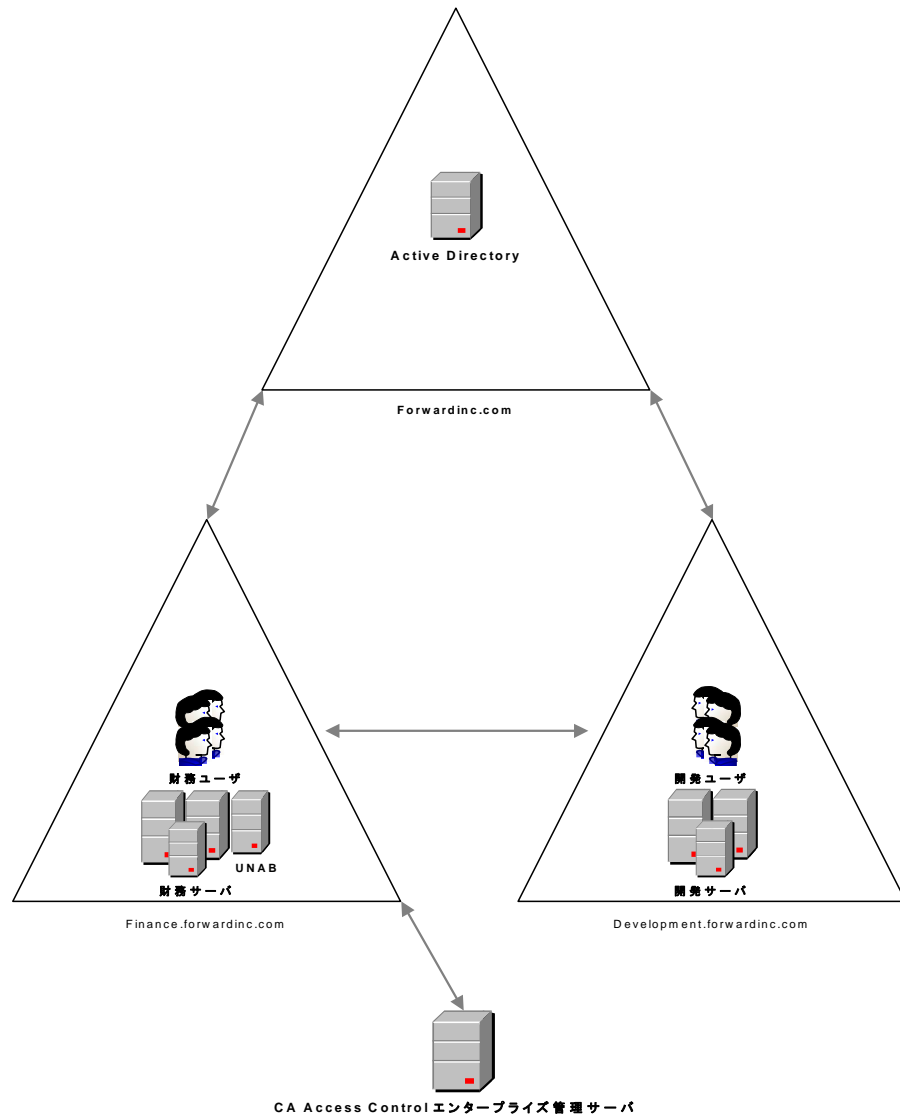 Active Directory
Forwardinc.com
財務ユーザ
開発ユーザ
UNAB
財務サーバ
開発サーバ
Finance.forwardinc.com
Development.forwardinc.com
CA Access Control エンタープライズ管理サーバ